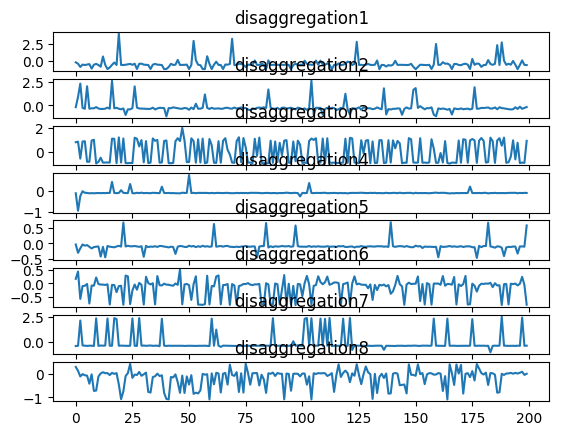 disaggregation1
2.5
0.0
disaggregation2
2.5
0.0
disaggregation3
2
0
disaggregation4
0
−1
disaggregation5
0.5
0.0
−0.5
disaggregation6
0.5
0.0
−0.5
disaggregation7
2.5
0.0
disaggregation8
0
−1
0 25 50 75 100 125 150 175 200